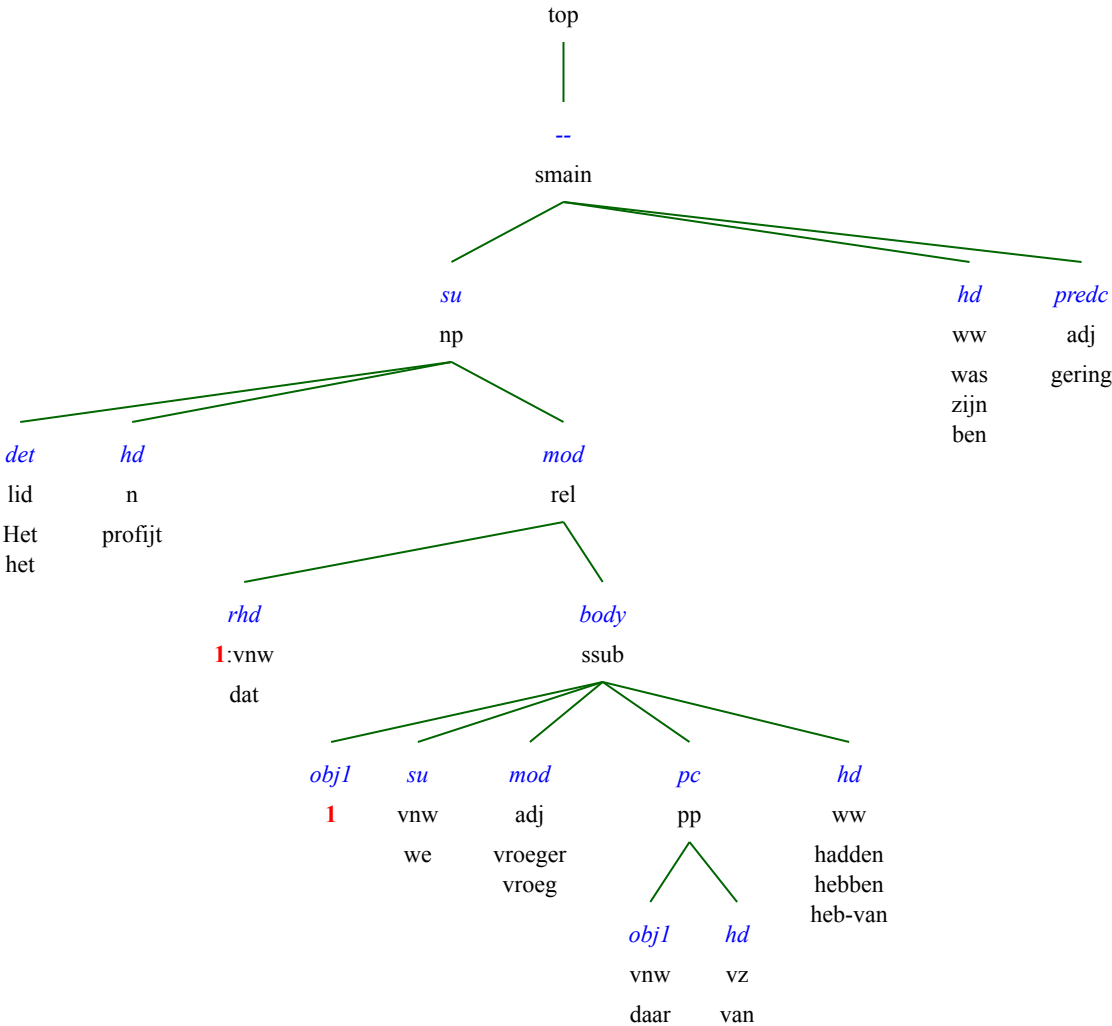 top
--
smain
su hd predc
np ww adj
was gering
zijn
ben
det hd mod
lid n rel
Het profijt
het
rhd body
1:vnw ssub
dat
obj1 su mod pc hd
1 vnw adj pp ww
we vroeger hadden
vroeg hebben
heb-van
obj1 hd
vnw vz
daar van